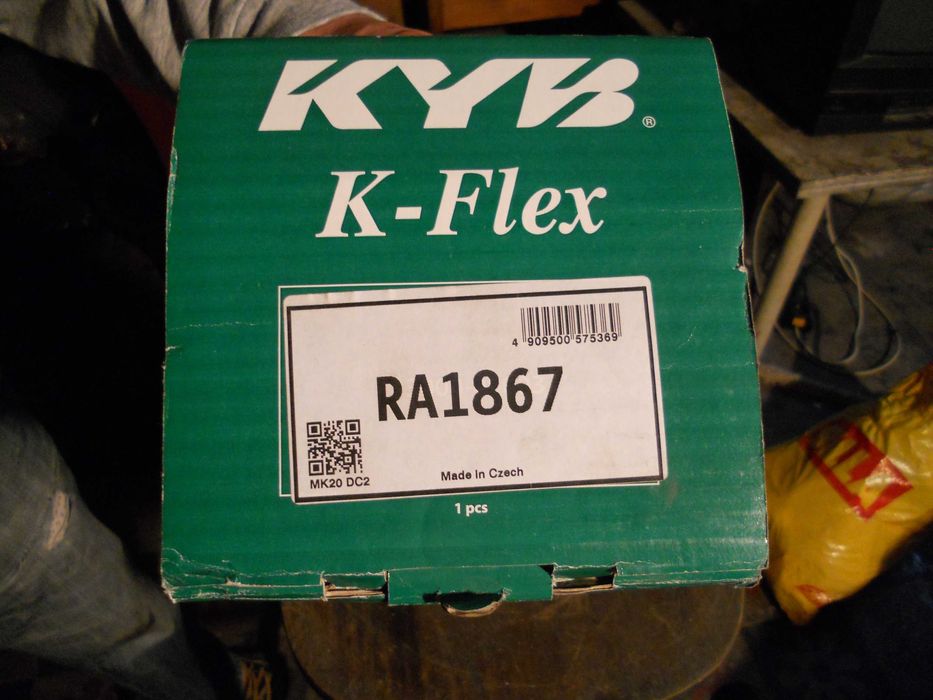 KYB®
K-Flex
4 909500 575369
RA1867
MK20 DC2
Made In Czech
1 pcs